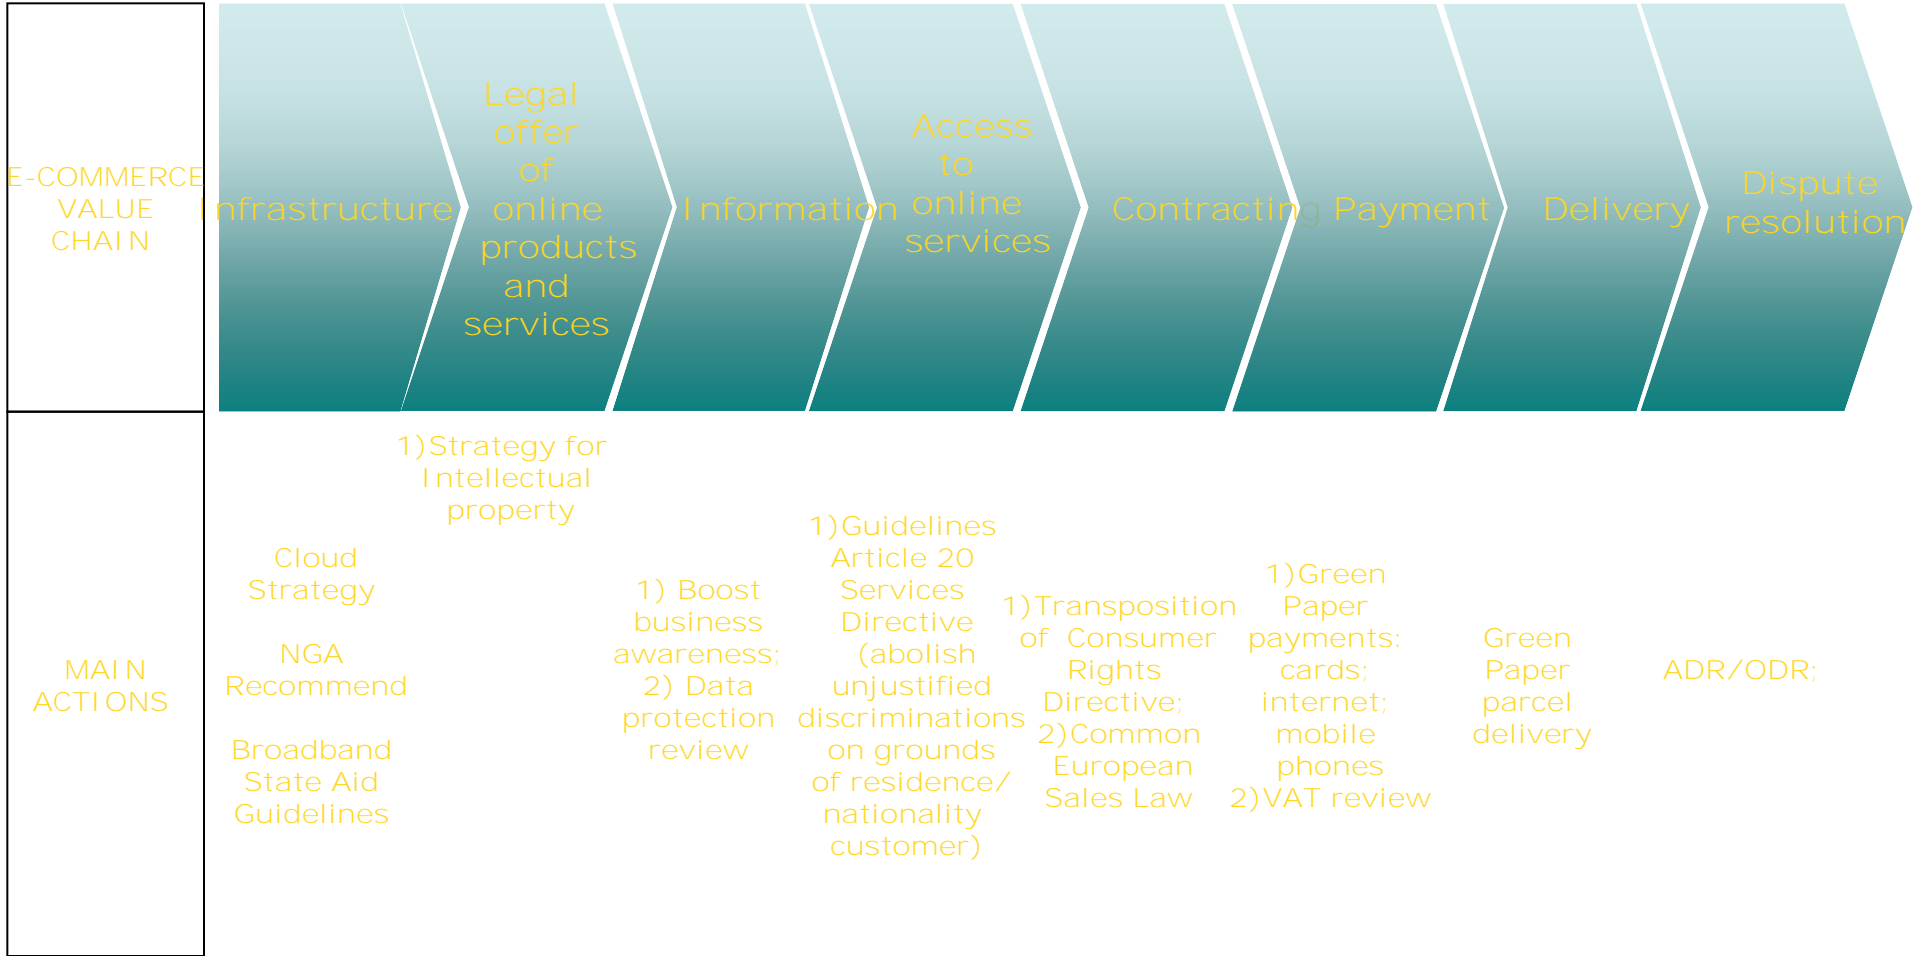 E-COMMERCE
VALUE
CHAIN
Infrastructure
Legal
offer
of
online
products
and
services
Information
Access
to
online
services
Contracting
Payment
Delivery
Dispute
resolution
MAIN
ACTIONS
Cloud
Strategy
NGA
Recommend
Broadband
State Aid
Guidelines
1)Strategy for
Intellectual
property
1) Boost
business
awareness;
2) Data
protection
review
1)Guidelines
Article 20
Services
Directive
(abolish
unjustified
discriminations
on grounds
of residence/
nationality
customer)
1)Transposition
of Consumer
Rights
Directive;
2)Common
European
Sales Law
1)Green
Paper
payments:
cards;
internet;
mobile
phones
2)VAT review
Green
Paper
parcel
delivery
ADR/ODR;